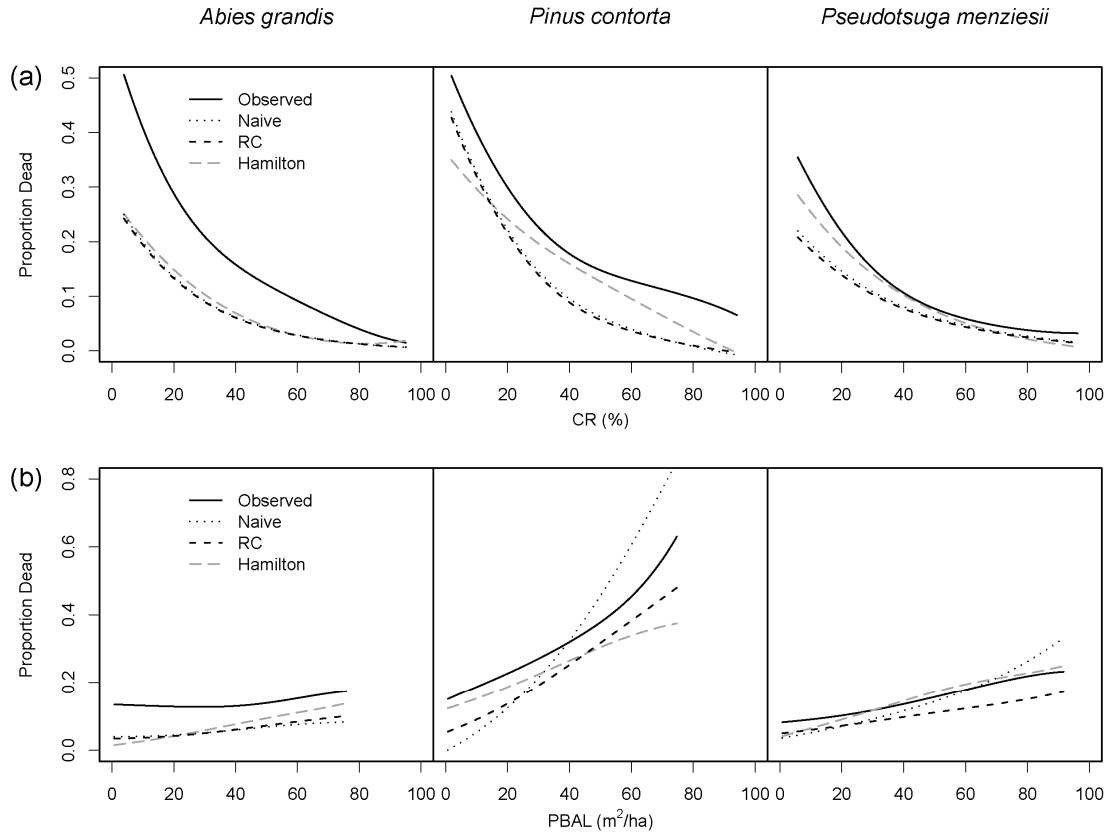 Abies grandis Pinus contorta Pseudotsuga menziesii
(a)
Proportion Dead
0.5
0.4
0.3
0.2
0.1
0.0
Observed
Naive
RC
Hamilton
0 20 40 60 80 100 0 20 40 60 80 100 0 20 40 60 80 100
CR (%)
(b)
Proportion Dead
0.8
0.6
0.4
0.2
0.0
Observed
Naive
RC
Hamilton
0 20 40 60 80 100 0 20 40 60 80 100 0 20 40 60 80 100
PBAL (m²/ha)